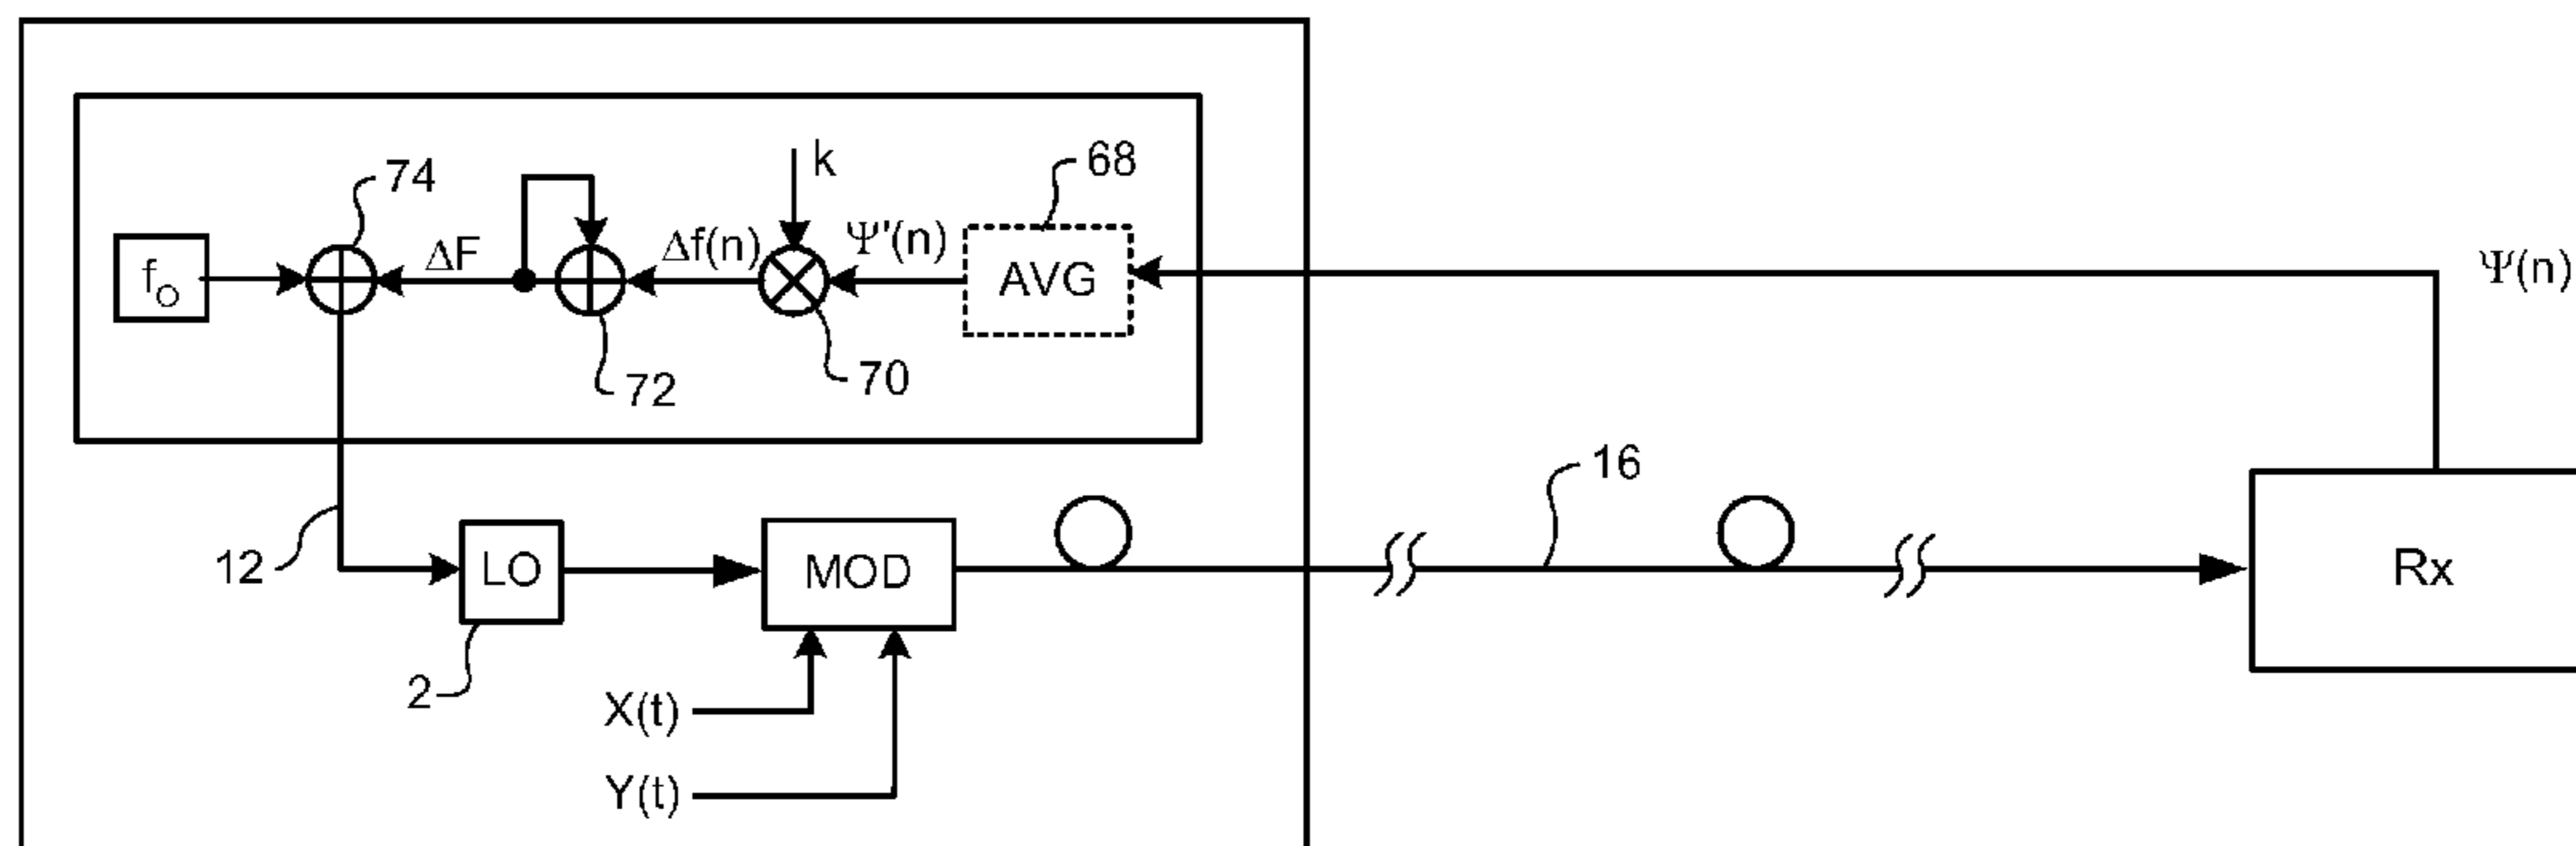 k
68
74
Ψ(n)
ΔF
Δf(n)
Ψ'(n)
fo
AVG
70
72
16
12
LO
MOD
Rx
2
X(t)
Y(t)